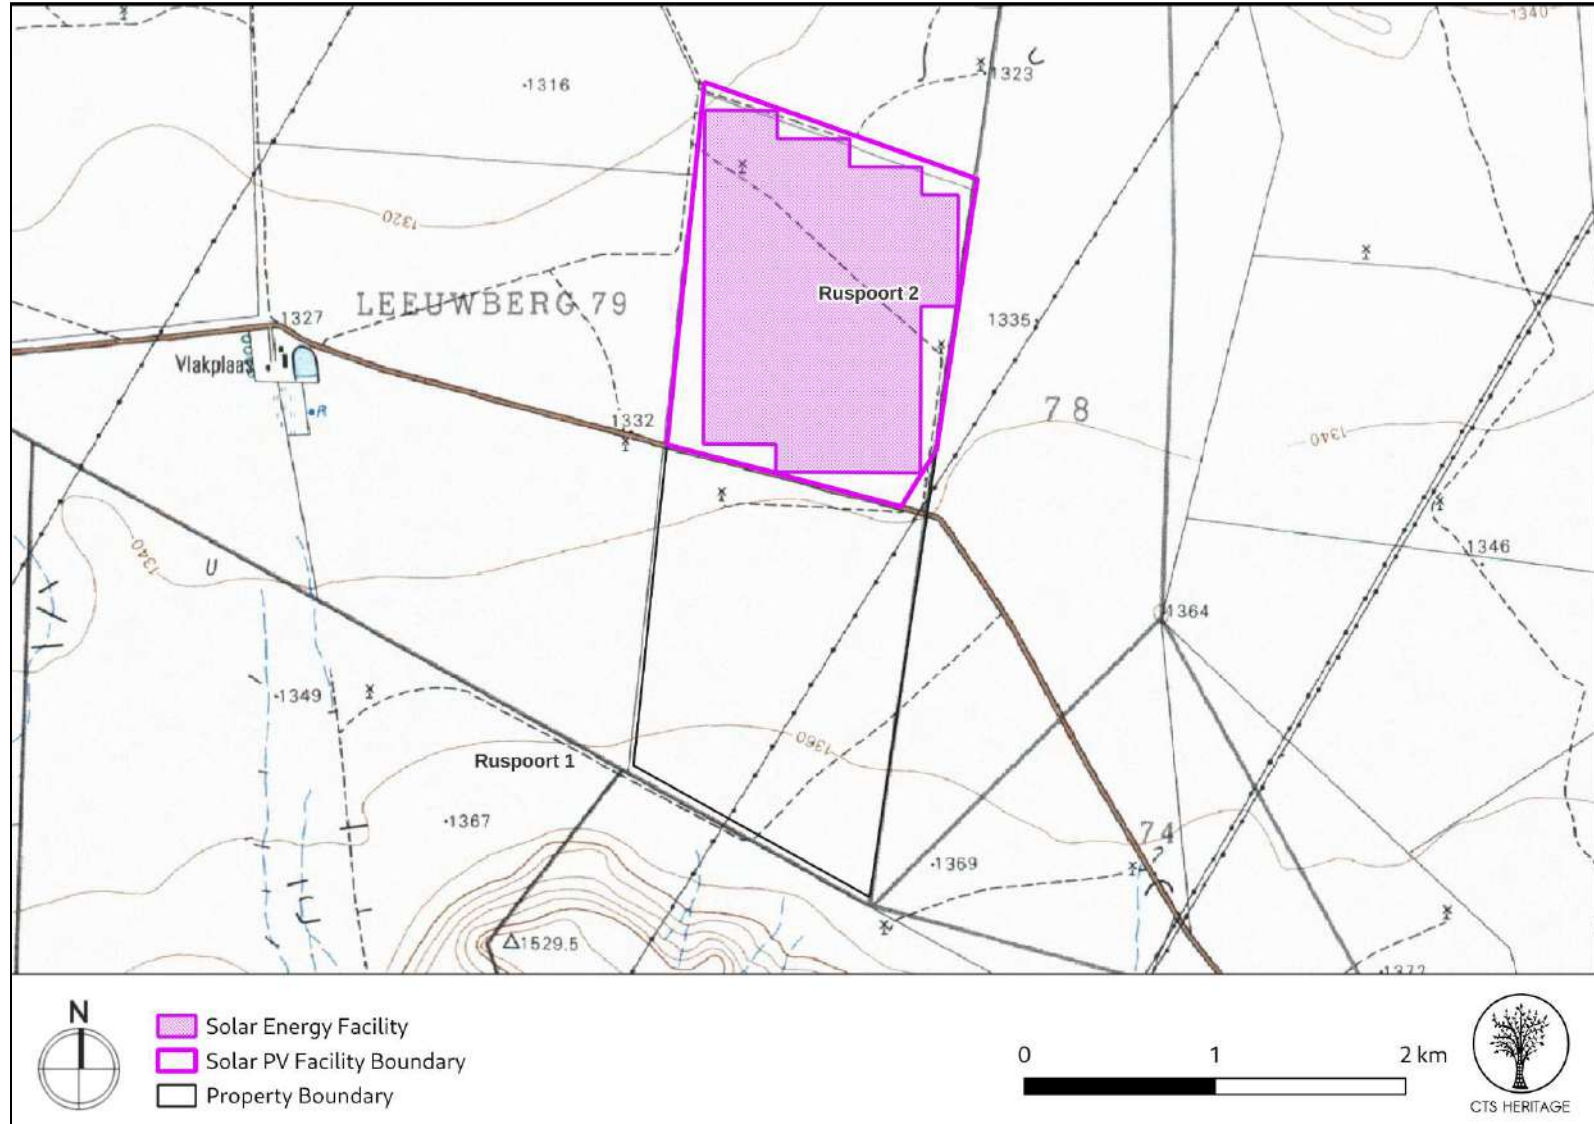 1340
1316
C
1323
1320
LEEUWBERG 79
Ruspoort 2
1327
1335
Vlakplaas
R
1332
78
1340
1340
U
1346
1364
1349
1360
Ruspoort 1
1367
74
1369
1529.5
1372
N
Solar Energy Facility
Solar PV Facility Boundary
Property Boundary
0 1 2 km
CTS HERITAGE